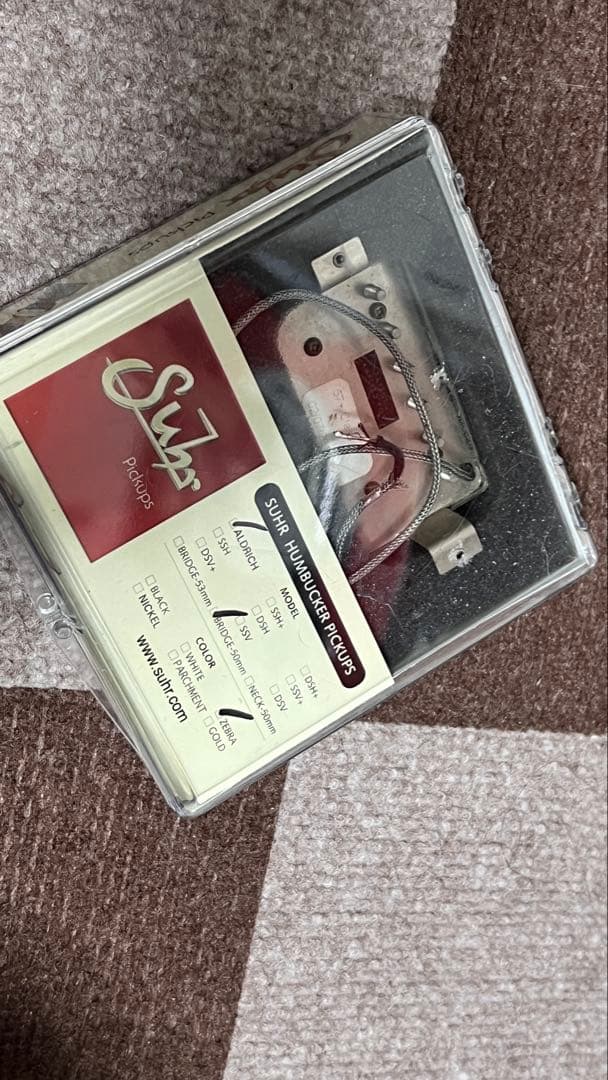 Suhr
Pickups
SUHR HUMBUCKER PICKUPS
MODEL
ALDRICH □SSH+ □DSH+
□SSH □DSH □SSV+
□DSV+ □SSV □DSV
□BRIDGE-53mm BRIDGE-50mm □NECK-50mm
COLOR
□BLACK □WHITE ZEBRA
□NICKEL □PARCHMENT □GOLD
www.suhr.com